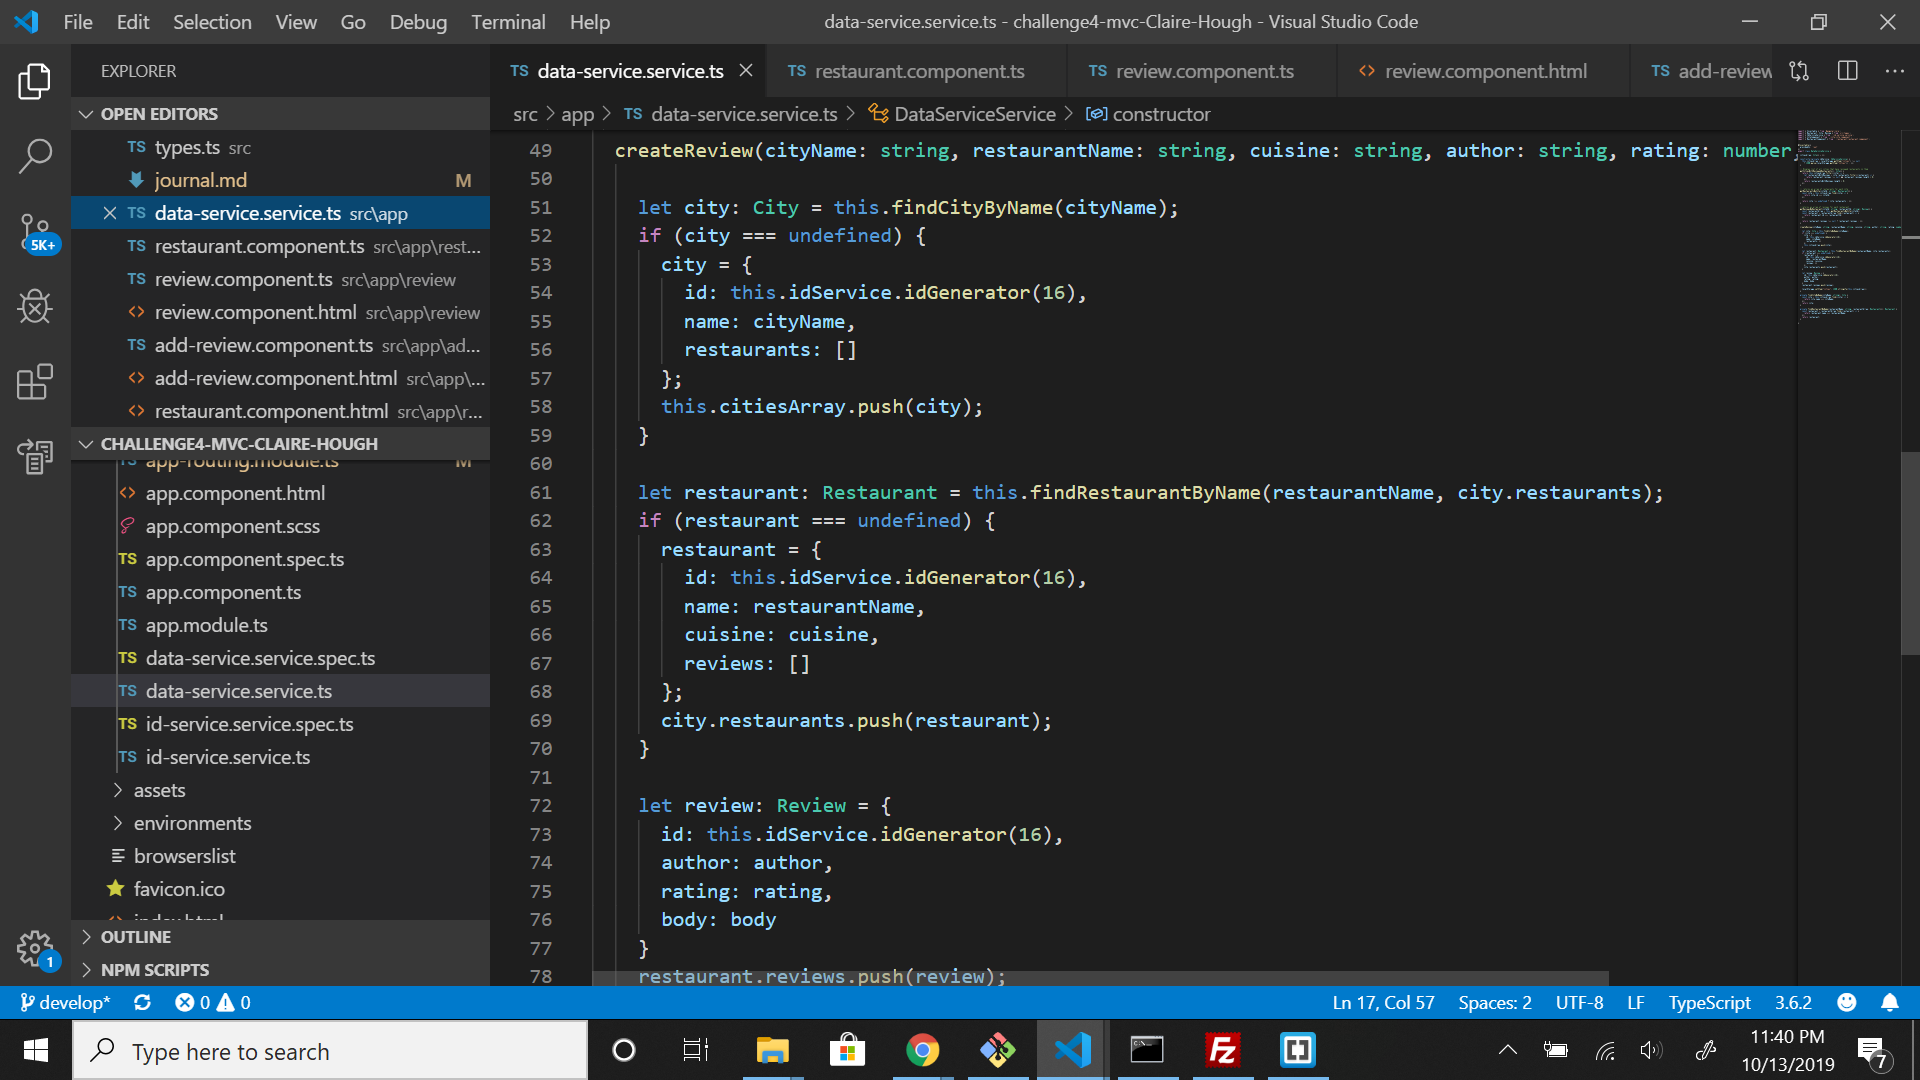 File Edit Selection View Go Debug Terminal Help
data-service.service.ts - challenge4-mvc-Claire-Hough - Visual Studio Code
EXPLORER
OPEN EDITORS
TS types.ts src
journal.md M
TS data-service.service.ts src\app
TS restaurant.component.ts src\app\rest...
TS review.component.ts src\app\review
<> review.component.html src\app\review
TS add-review.component.ts src\app\ad...
<> add-review.component.html src\app\...
<> restaurant.component.html src\app\r...
CHALLENGE4-MVC-CLAIRE-HOUGH
TS app-routing.module.ts M
<> app.component.html
app.component.scss
TS app.component.spec.ts
TS app.component.ts
TS app.module.ts
TS data-service.service.spec.ts
TS data-service.service.ts
TS id-service.service.spec.ts
TS id-service.service.ts
assets
environments
browserslist
favicon.ico
<> index.html
OUTLINE
NPM SCRIPTS
5K+
1
TS data-service.service.ts
TS restaurant.component.ts
TS review.component.ts
<> review.component.html
TS add-review
src > app > TS data-service.service.ts > DataServiceService > constructor
49 createReview(cityName: string, restaurantName: string, cuisine: string, author: string, rating: number,
50
51 let city: City = this.findCityByName(cityName);
52 if (city === undefined) {
53 city = {
54 id: this.idService.idGenerator(16),
55 name: cityName,
56 restaurants: []
57 };
58 this.citiesArray.push(city);
59 }
60
61 let restaurant: Restaurant = this.findRestaurantByName(restaurantName, city.restaurants);
62 if (restaurant === undefined) {
63 restaurant = {
64 id: this.idService.idGenerator(16),
65 name: restaurantName,
66 cuisine: cuisine,
67 reviews: []
68 };
69 city.restaurants.push(restaurant);
70 }
71
72 let review: Review = {
73 id: this.idService.idGenerator(16),
74 author: author,
75 rating: rating,
76 body: body
77 }
78 restaurant.reviews.push(review);
develop* 0 0
Ln 17, Col 57 Spaces: 2 UTF-8 LF TypeScript 3.6.2
Type here to search
Fz
11:40 PM
10/13/2019
7